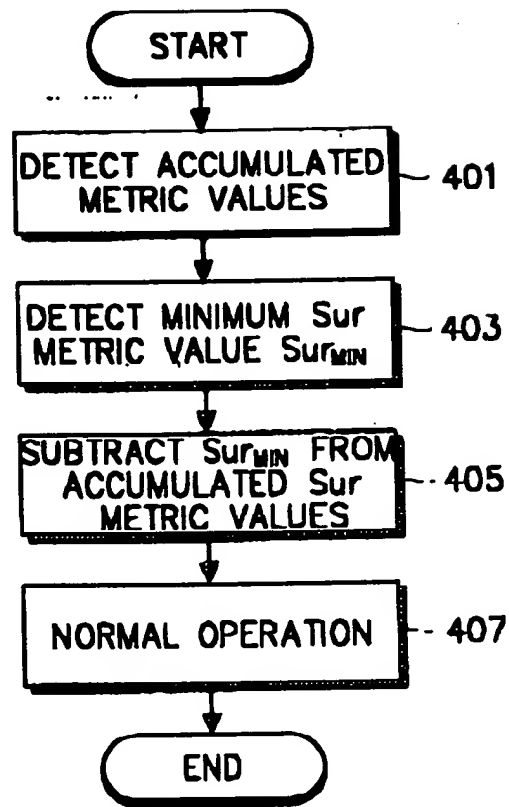 START
DETECT ACCUMULATED
METRIC VALUES
401
DETECT MINIMUM Sur
METRIC VALUE SurMIN
403
SUBTRACT SurMIN FROM
ACCUMULATED Sur
METRIC VALUES
405
NORMAL OPERATION
407
END